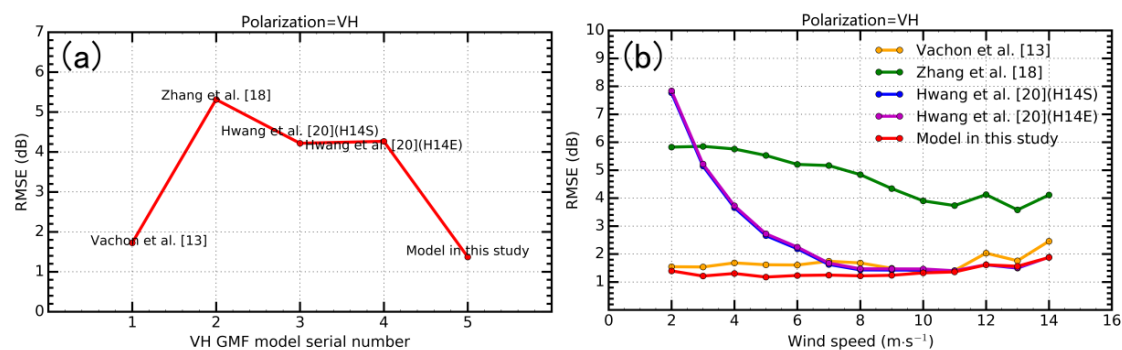 Polarization=VH
(a)
RMSE (dB)
7
6
5
4
3
2
1
0
Zhang et al. [18]
Hwang et al. [20](H14S)
Hwang et al. [20](H14E)
Vachon et al. [13]
Model in this study
1 2 3 4 5
VH GMF model serial number
Polarization=VH
(b)
RMSE (dB)
10
9
8
7
6
5
4
3
2
1
Vachon et al. [13]
Zhang et al. [18]
Hwang et al. [20](H14S)
Hwang et al. [20](H14E)
Model in this study
0 2 4 6 8 10 12 14 16
Wind speed (m·s⁻¹)